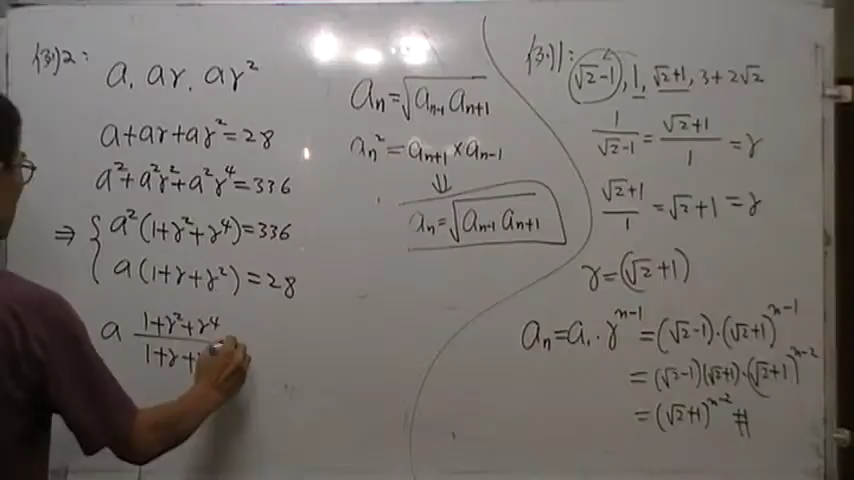 例2:
a, ar, ar²
a+ar+ar²=28
a²+a²r²+a²r⁴=336
⇒ { a²(1+r²+r⁴)=336
a(1+r+r²)=28
a (1+r²+r⁴)/(1+r+
aₙ=√(aₙ₋₁ aₙ₊₁)
aₙ²=aₙ₊₁×aₙ₋₁
⇓
aₙ=√(aₙ₋₁ aₙ₊₁)
例1:
√2-1, 1, √2+1, 3+2√2
1/(√2-1)=(√2+1)/1=r
(√2+1)/1=√2+1=r
r=(√2+1)
aₙ=a₁·rⁿ⁻¹=(√2-1)·(√2+1)ⁿ⁻¹
=(√2-1)(√2+1)·(√2+1)ⁿ⁻²
=(√2+1)ⁿ⁻² #